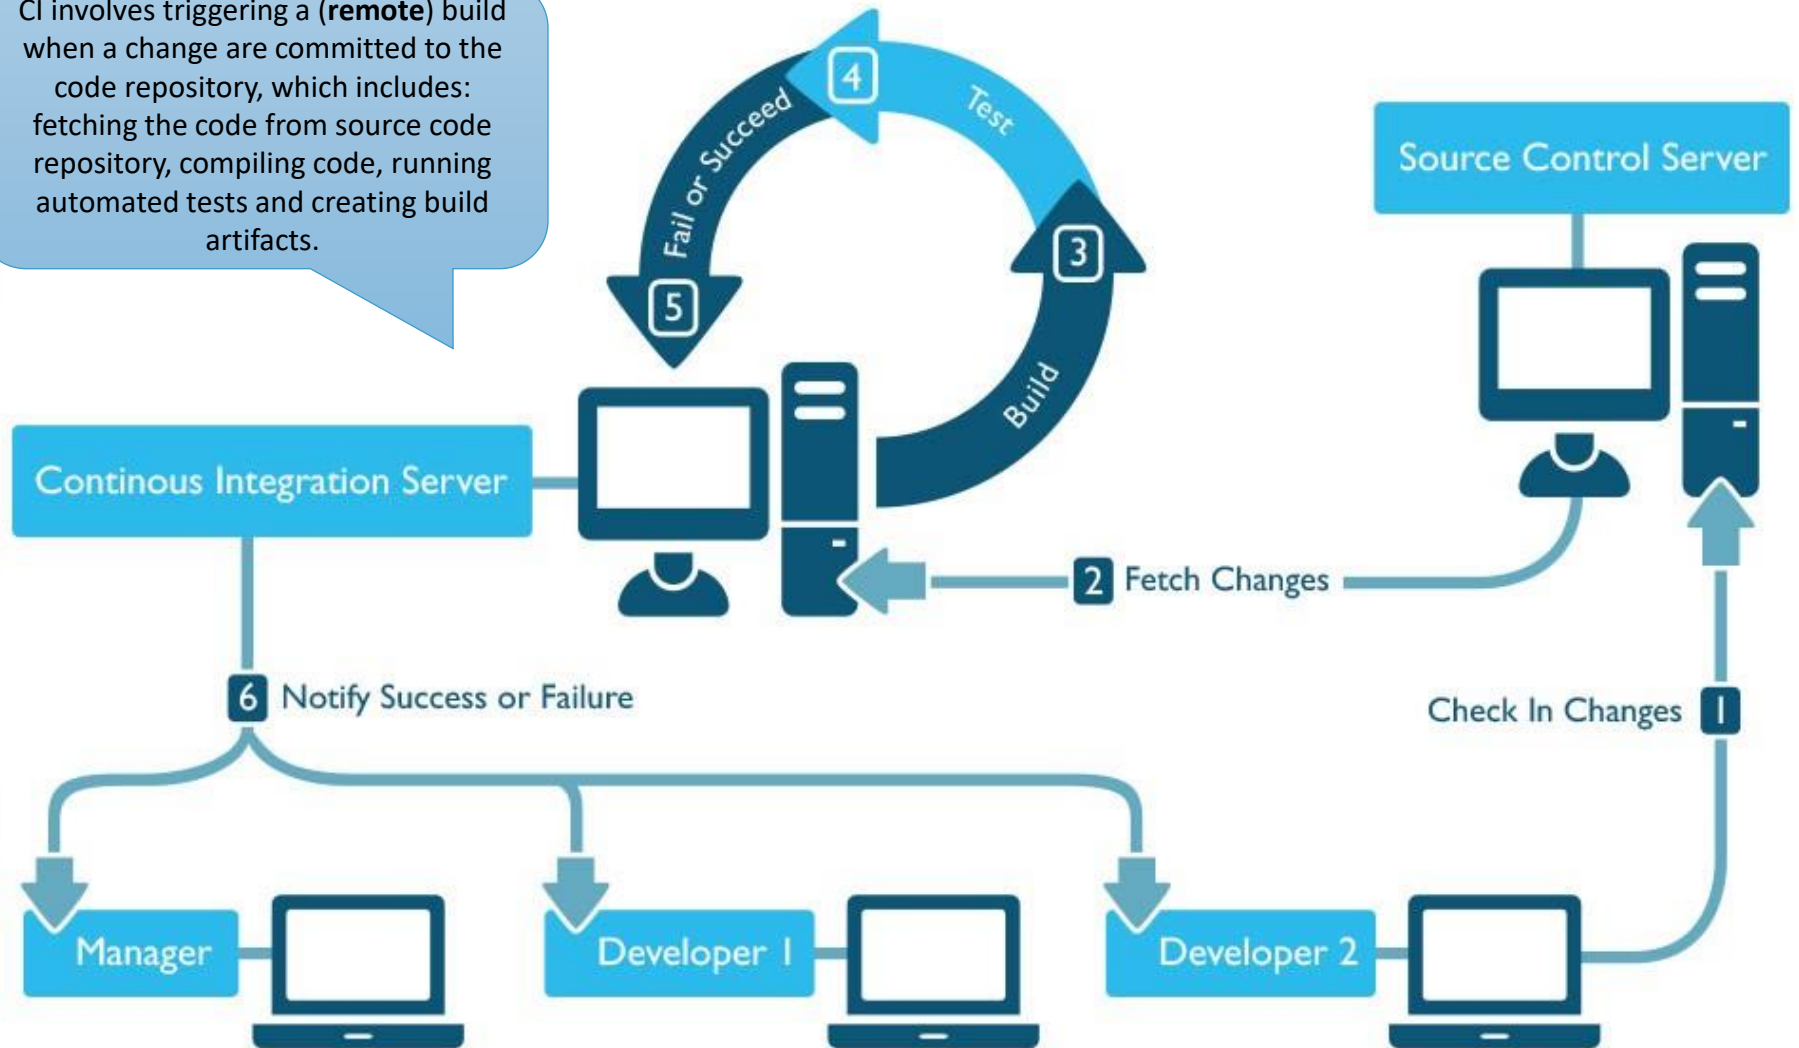 CI involves triggering a (remote) build
when a change are committed to the
code repository, which includes:
fetching the code from source code
repository, compiling code, running
automated tests and creating build
artifacts.
4
Test
Fail or Succeed
3
5
Build
Source Control Server
Continous Integration Server
2 Fetch Changes
6 Notify Success or Failure
Check In Changes 1
Manager
Developer 1
Developer 2